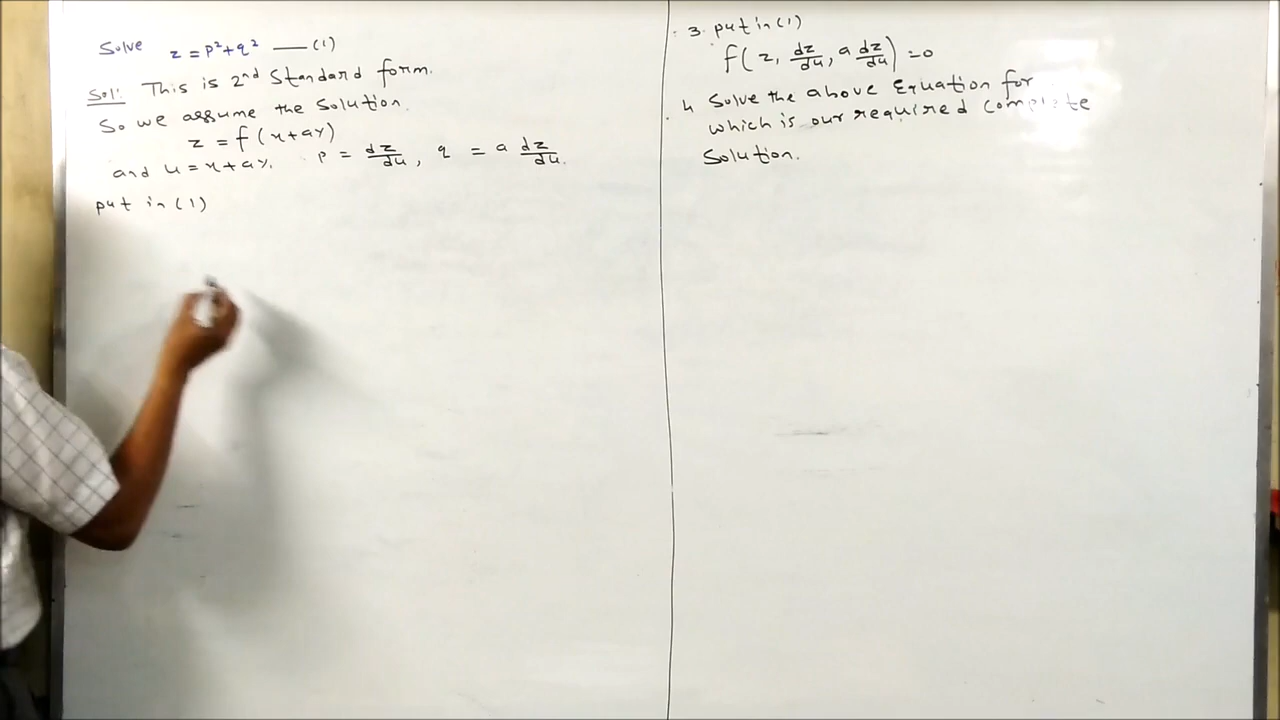 Solve z = p² + q² —— (1)
Sol: This is 2nd Standard form.
So we assume the solution.
z = f(x+ay)
and u = x+ay. p = dz/du, q = a dz/du.
put in (1)
3. put in (1)
f(z, dz/du, a dz/du) = 0
4. Solve the above Equation for
which is our required complete
Solution.